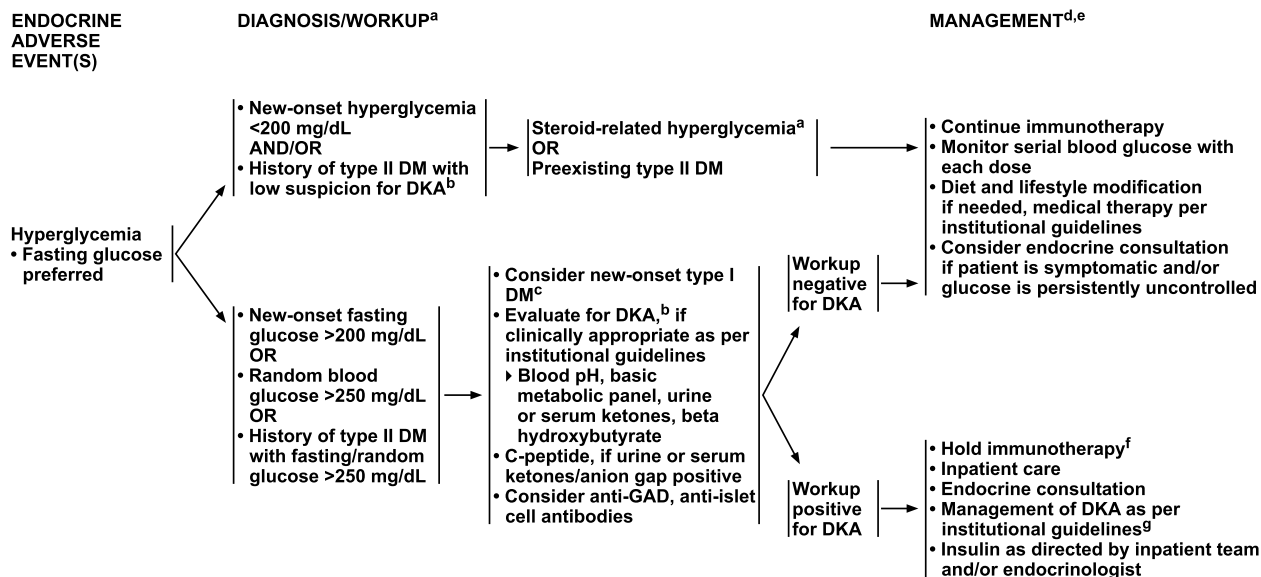 ENDOCRINE
ADVERSE
EVENT(S)
DIAGNOSIS/WORKUPa
MANAGEMENTd,e
Hyperglycemia
• Fasting glucose
preferred
• New-onset hyperglycemia
<200 mg/dL
AND/OR
• History of type II DM with
low suspicion for DKAb
Steroid-related hyperglycemiaa
OR
Preexisting type II DM
• Continue immunotherapy
• Monitor serial blood glucose with
each dose
• Diet and lifestyle modification
if needed, medical therapy per
institutional guidelines
• Consider endocrine consultation
if patient is symptomatic and/or
glucose is persistently uncontrolled
• New-onset fasting
glucose >200 mg/dL
OR
• Random blood
glucose >250 mg/dL
OR
• History of type II DM
with fasting/random
glucose >250 mg/dL
• Consider new-onset type I
DMc
• Evaluate for DKA,b if
clinically appropriate as per
institutional guidelines
▸ Blood pH, basic
metabolic panel, urine
or serum ketones, beta
hydroxybutyrate
• C-peptide, if urine or serum
ketones/anion gap positive
• Consider anti-GAD, anti-islet
cell antibodies
Workup
negative
for DKA
Workup
positive
for DKA
• Hold immunotherapyf
• Inpatient care
• Endocrine consultation
• Management of DKA as per
institutional guidelinesg
• Insulin as directed by inpatient team
and/or endocrinologist